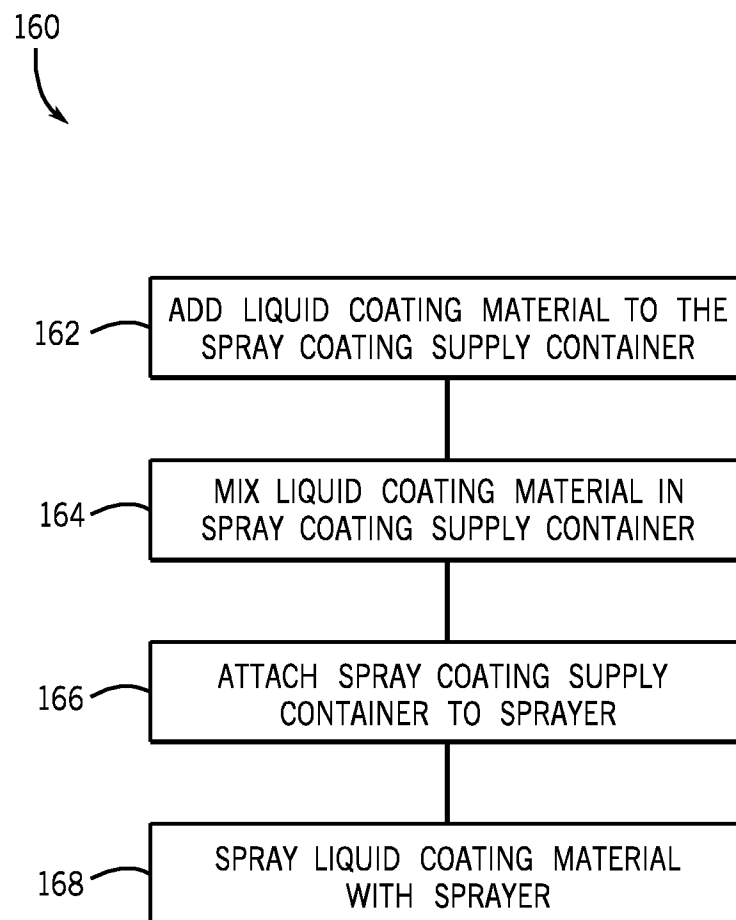 160
162
ADD LIQUID COATING MATERIAL TO THE
SPRAY COATING SUPPLY CONTAINER
164
MIX LIQUID COATING MATERIAL IN
SPRAY COATING SUPPLY CONTAINER
166
ATTACH SPRAY COATING SUPPLY
CONTAINER TO SPRAYER
168
SPRAY LIQUID COATING MATERIAL
WITH SPRAYER